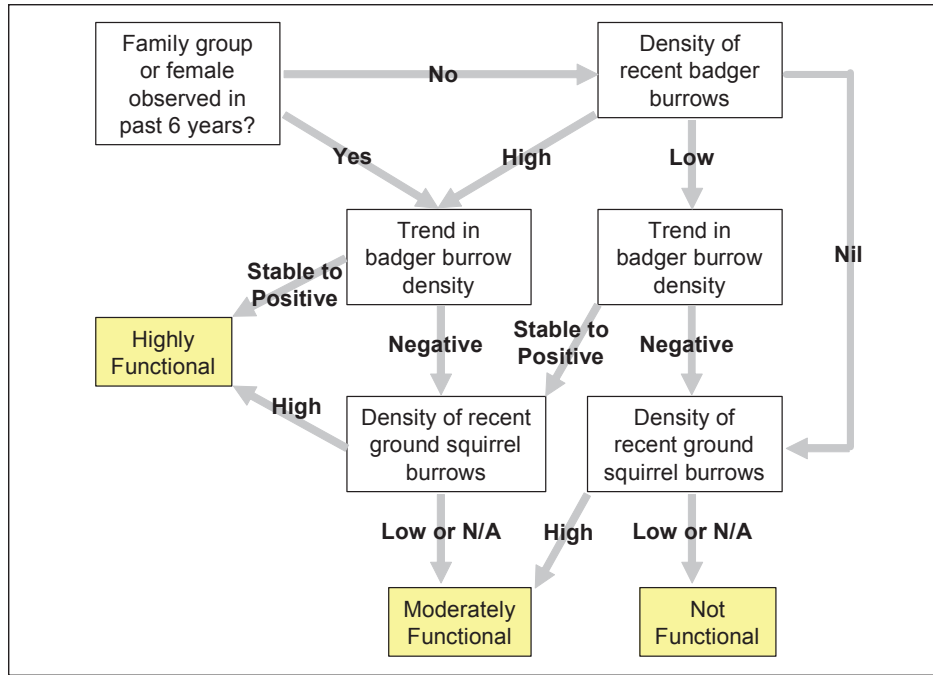 Family group
or female
observed in
past 6 years?
No
Density of
recent badger
burrows
Yes
High
Low
Nil
Trend in
badger burrow
density
Trend in
badger burrow
density
Stable to
Positive
Highly
Functional
Negative
Stable to
Positive
Negative
High
Density of recent
ground squirrel
burrows
Density of
recent ground
squirrel burrows
Low or N/A
High
Low or N/A
Moderately
Functional
Not
Functional